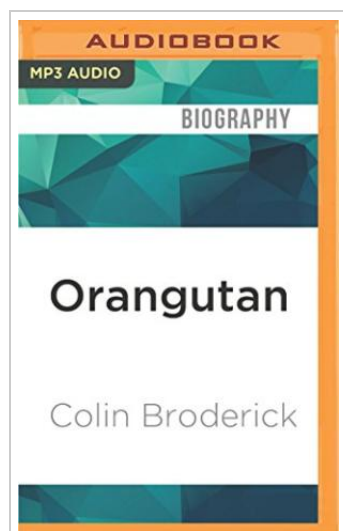 AUDIOBOOK
MP3 AUDIO
BIOGRAPHY
Orangutan
Colin Broderick